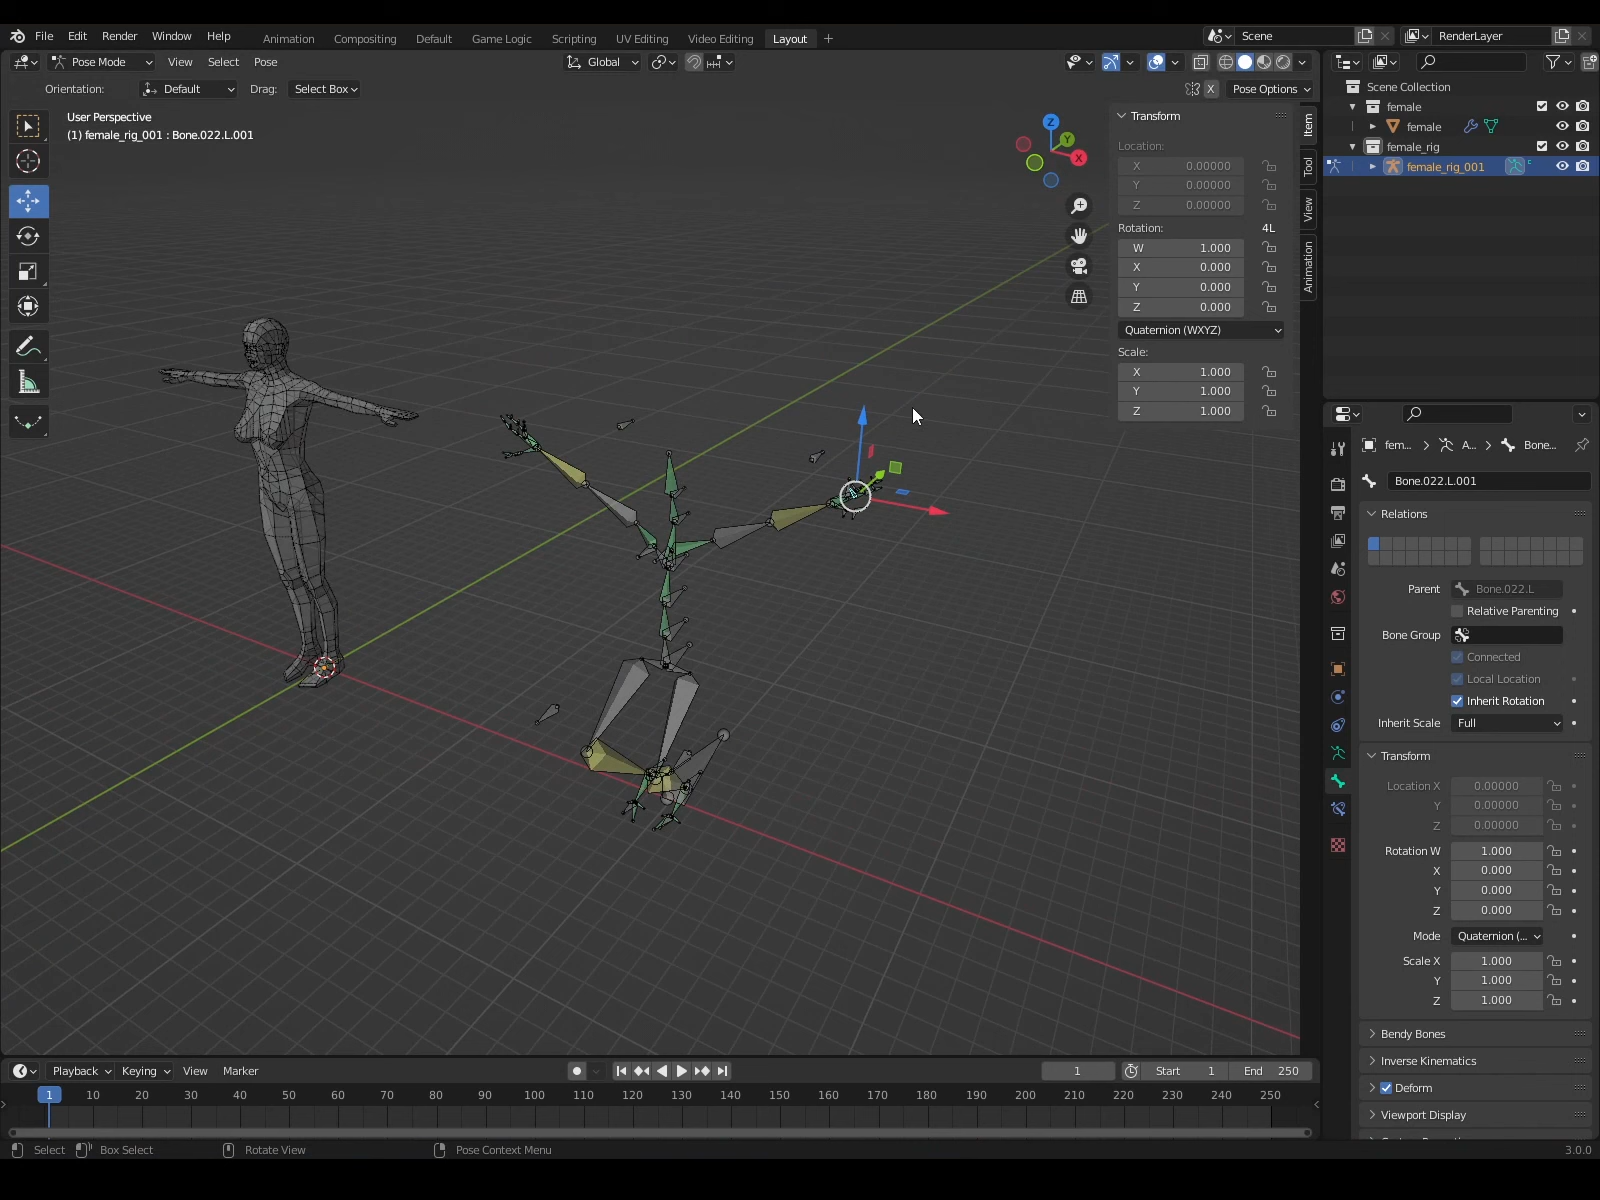 File Edit Render Window Help Animation Compositing Default Game Logic Scripting UV Editing Video Editing Layout + Scene RenderLayer
Pose Mode View Select Pose Global
Orientation: Default Drag: Select Box X Pose Options
User Perspective
(1) female_rig_001 : Bone.022.L.001
Z
Y
X
Transform
Location:
X 0.00000
Y 0.00000
Z 0.00000
Rotation: 4L
W 1.000
X 0.000
Y 0.000
Z 0.000
Quaternion (WXYZ)
Scale:
X 1.000
Y 1.000
Z 1.000
Item
Tool
View
Animation
Scene Collection
female
female
female_rig
female_rig_001
fem... A... Bone...
Bone.022.L.001
Relations
Parent Bone.022.L
Relative Parenting
Bone Group
Connected
Local Location
Inherit Rotation
Inherit Scale Full
Transform
Location X 0.00000
Y 0.00000
Z 0.00000
Rotation W 1.000
X 0.000
Y 0.000
Z 0.000
Mode Quaternion (...
Scale X 1.000
Y 1.000
Z 1.000
Bendy Bones
Inverse Kinematics
Deform
Viewport Display
Playback Keying View Marker 1 Start 1 End 250
1 10 20 30 40 50 60 70 80 90 100 110 120 130 140 150 160 170 180 190 200 210 220 230 240 250
Select Box Select Rotate View Pose Context Menu 3.0.0